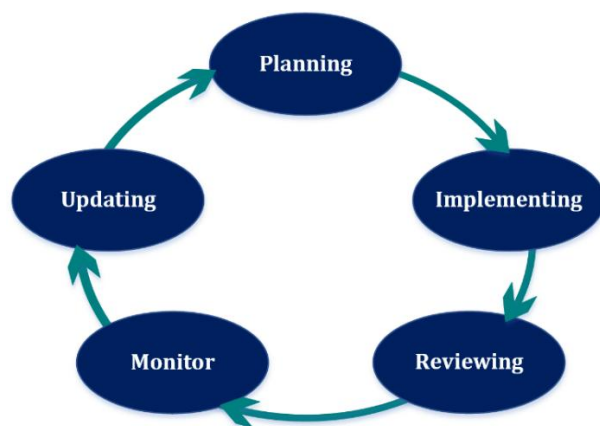 Planning
Implementing
Reviewing
Monitor
Updating